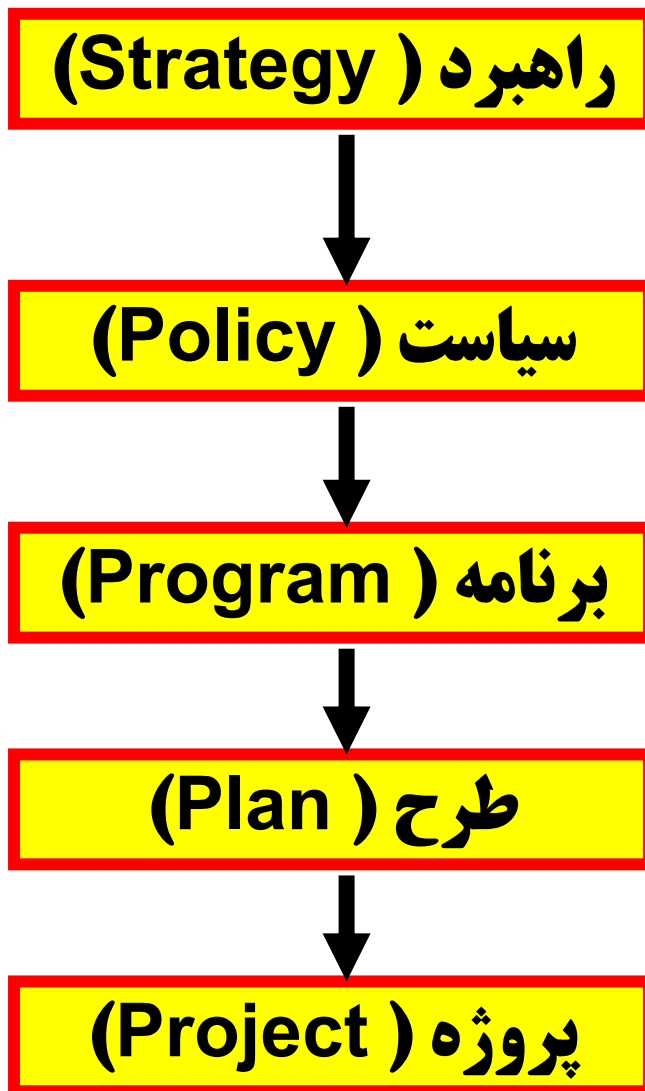 راهبرد (Strategy)
سیاست (Policy)
برنامه (Program)
طرح (Plan)
پروژه (Project)